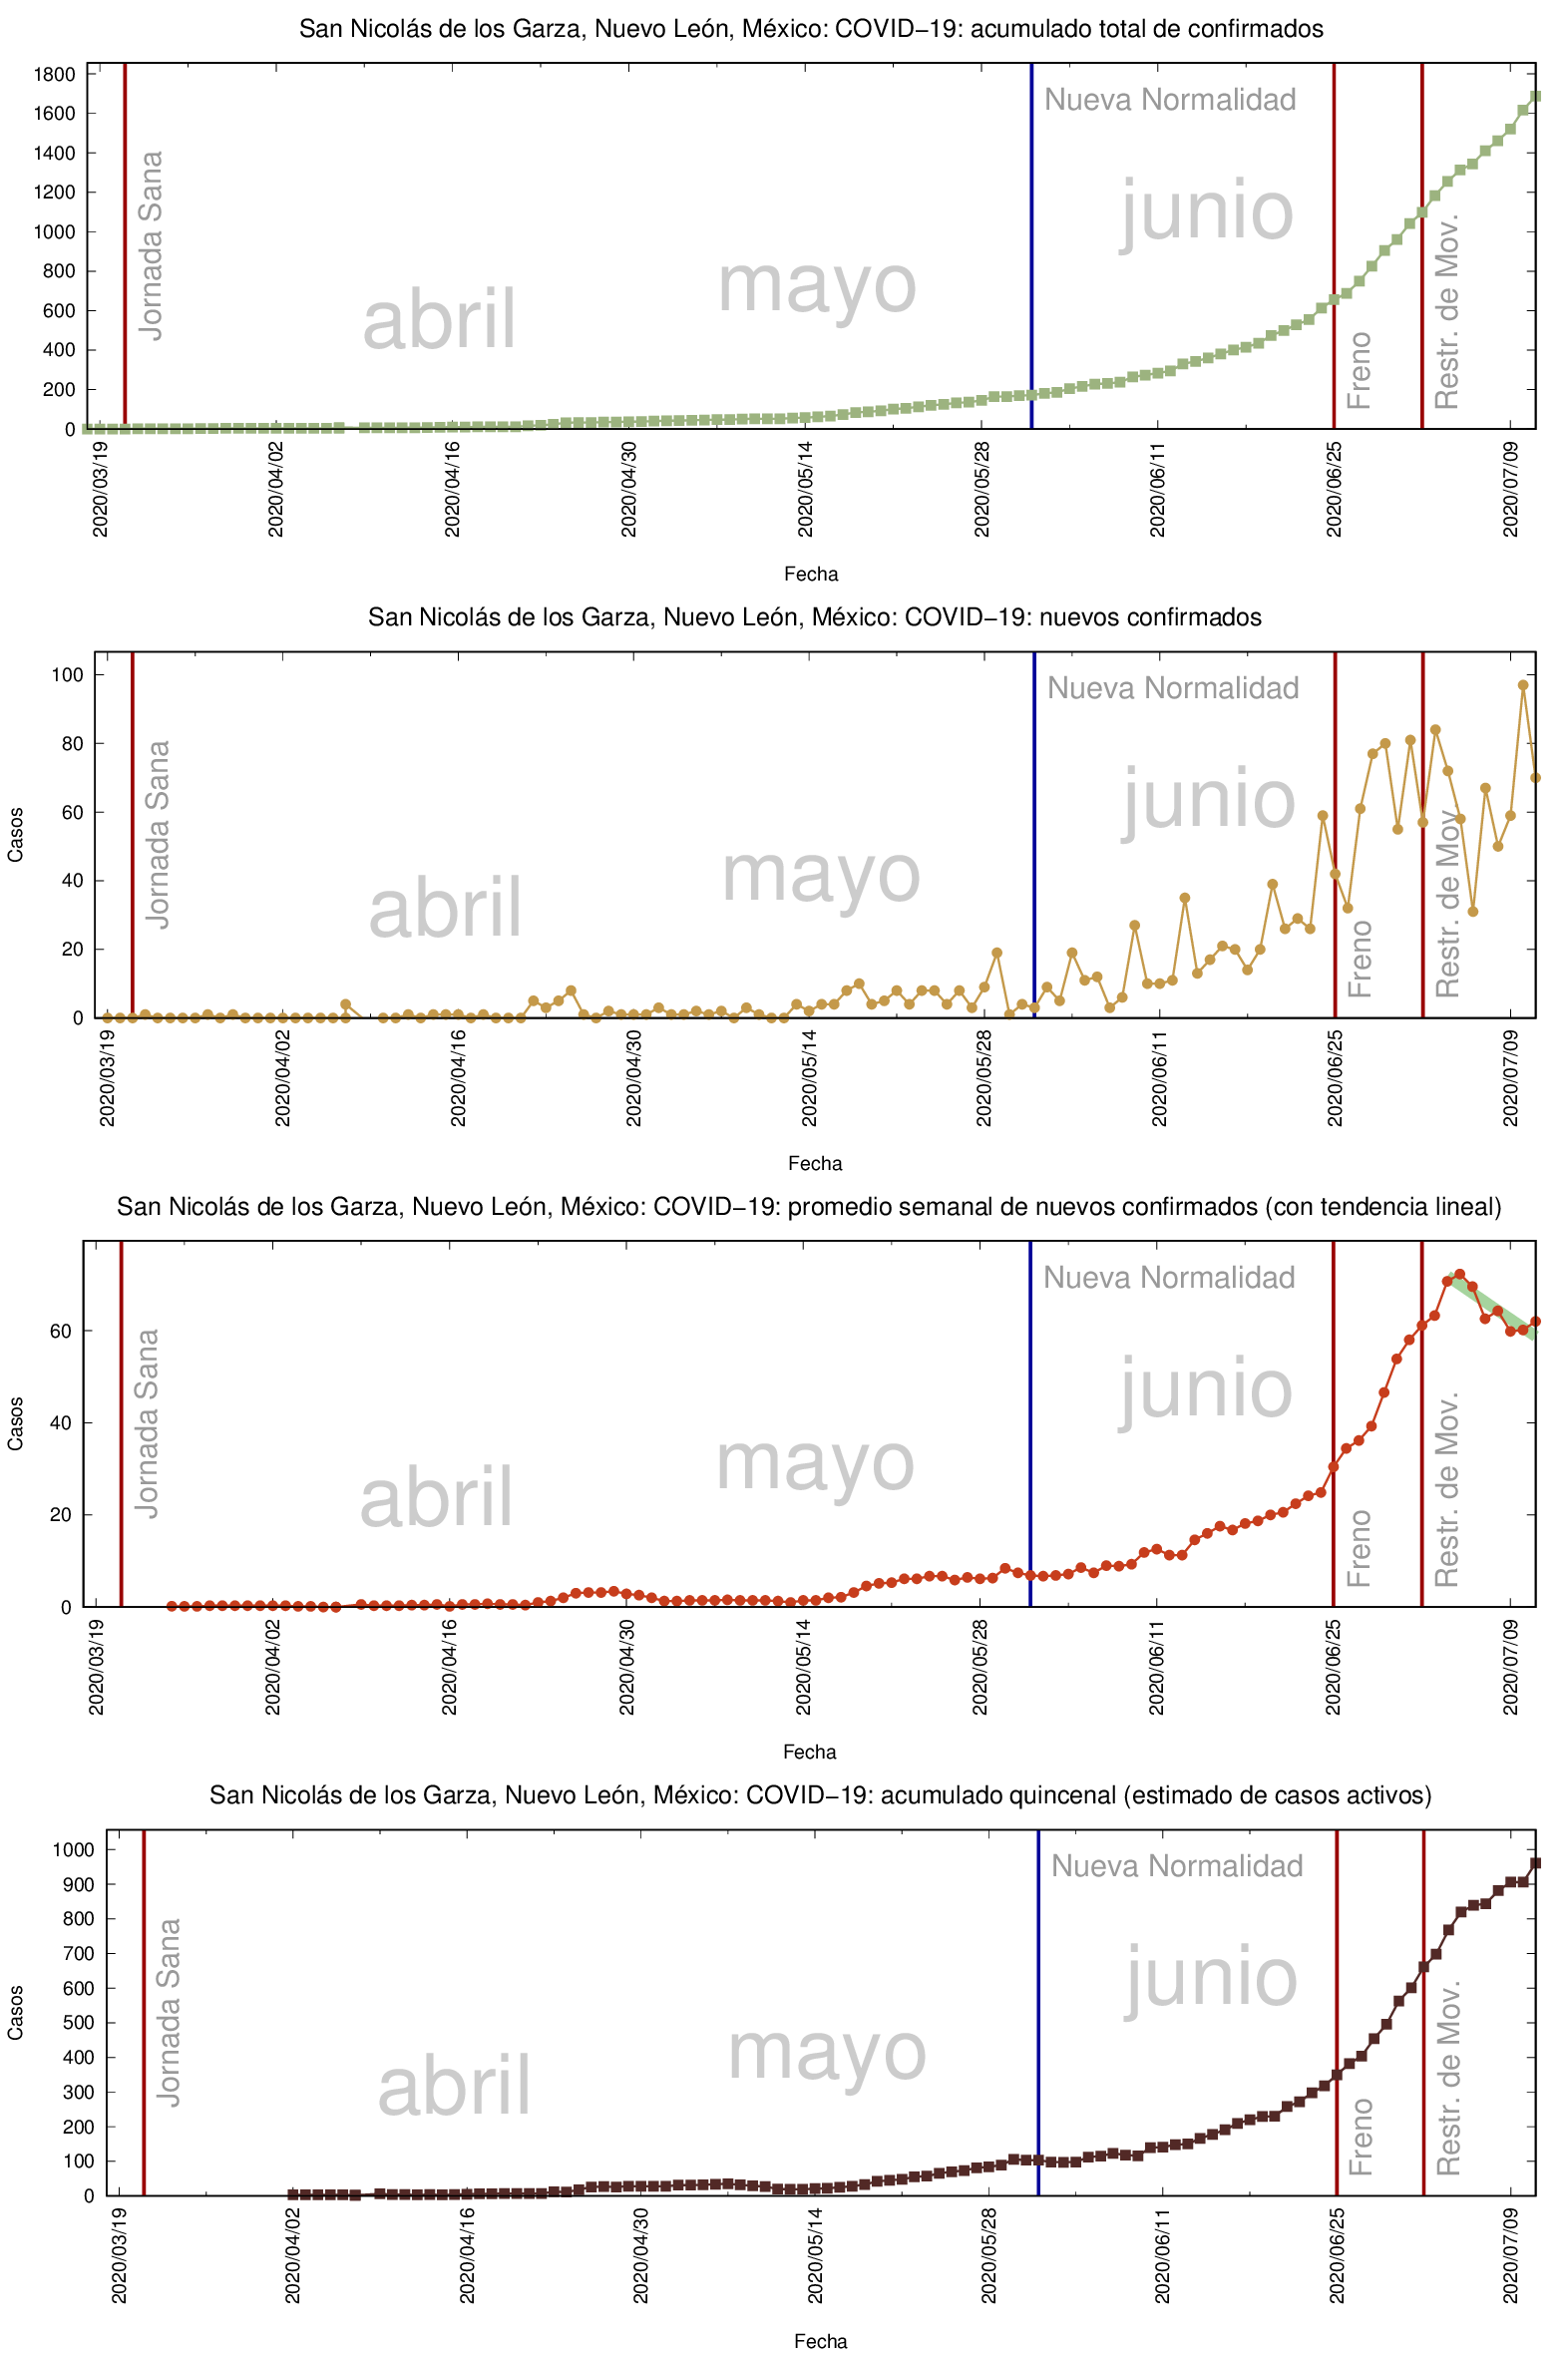 San Nicolás de los Garza, Nuevo León, México: COVID−19: acumulado total de confirmados
1800
1600
1400
1200
1000
800
600
400
200
0
Jornada Sana
abril
mayo
Nueva Normalidad
junio
Freno
Restr. de Mov.
2020/03/19
2020/04/02
2020/04/16
2020/04/30
2020/05/14
2020/05/28
2020/06/11
2020/06/25
2020/07/09
Fecha
San Nicolás de los Garza, Nuevo León, México: COVID−19: nuevos confirmados
Casos
100
80
60
40
20
0
Jornada Sana
abril
mayo
Nueva Normalidad
junio
Freno
Restr. de Mov.
2020/03/19
2020/04/02
2020/04/16
2020/04/30
2020/05/14
2020/05/28
2020/06/11
2020/06/25
2020/07/09
Fecha
San Nicolás de los Garza, Nuevo León, México: COVID−19: promedio semanal de nuevos confirmados (con tendencia lineal)
Casos
60
40
20
0
Jornada Sana
abril
mayo
Nueva Normalidad
junio
Freno
Restr. de Mov.
2020/03/19
2020/04/02
2020/04/16
2020/04/30
2020/05/14
2020/05/28
2020/06/11
2020/06/25
2020/07/09
Fecha
San Nicolás de los Garza, Nuevo León, México: COVID−19: acumulado quincenal (estimado de casos activos)
Casos
1000
900
800
700
600
500
400
300
200
100
0
Jornada Sana
abril
mayo
Nueva Normalidad
junio
Freno
Restr. de Mov.
2020/03/19
2020/04/02
2020/04/16
2020/04/30
2020/05/14
2020/05/28
2020/06/11
2020/06/25
2020/07/09
Fecha